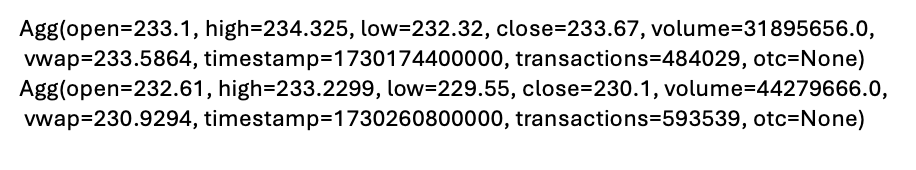 Agg(open=233.1, high=234.325, low=232.32, close=233.67, volume=31895656.0,
vwap=233.5864, timestamp=1730174400000, transactions=484029, otc=None)
Agg(open=232.61, high=233.2299, low=229.55, close=230.1, volume=44279666.0,
vwap=230.9294, timestamp=1730260800000, transactions=593539, otc=None)